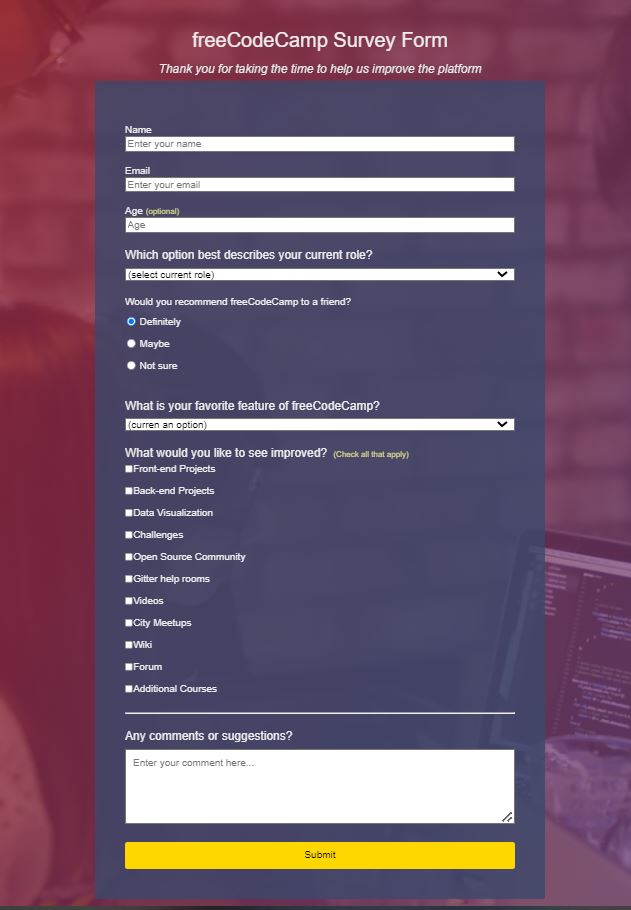 freeCodeCamp Survey Form
Thank you for taking the time to help us improve the platform
Name
Enter your name
Email
Enter your email
Age (optional)
Age
Which option best describes your current role?
(select current role)
Would you recommend freeCodeCamp to a friend?
Definitely
Maybe
Not sure
What is your favorite feature of freeCodeCamp?
(curren an option)
What would you like to see improved? (Check all that apply)
Front-end Projects
Back-end Projects
Data Visualization
Challenges
Open Source Community
Gitter help rooms
Videos
City Meetups
Wiki
Forum
Additional Courses
Any comments or suggestions?
Enter your comment here...
Submit